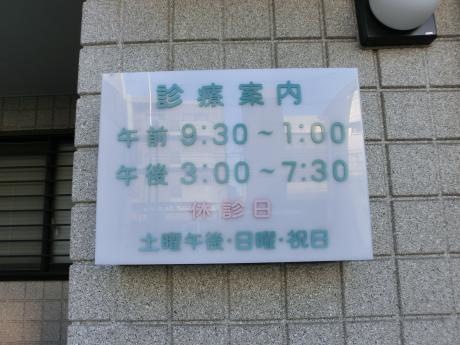 診療案内
午前 9:30～1:00
午後 3:00～7:30
休診日
土曜午後・日曜・祝日